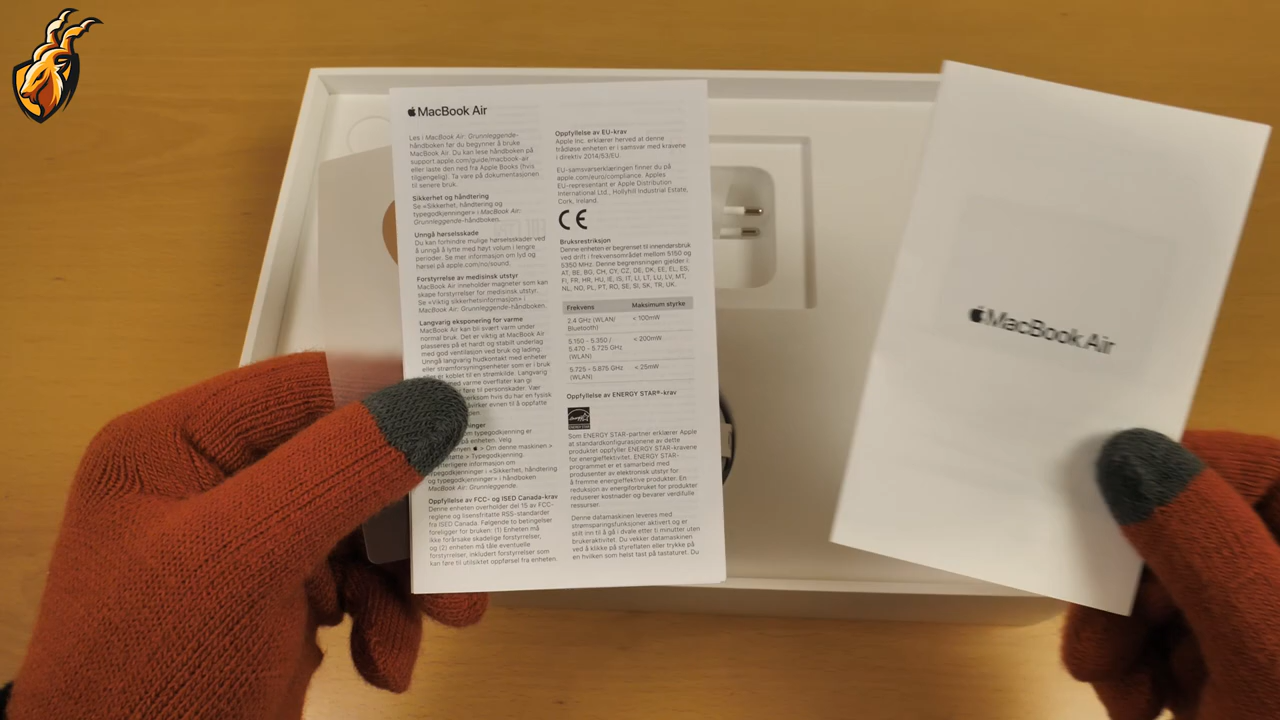 MacBook Air
Les i MacBook Air: Grunnleggende-
håndboken før du begynner å bruke
MacBook Air. Du kan lese håndboken på
support.apple.com/guide/macbook-air
eller laste den ned fra Apple Books (hvis
tilgjengelig). Ta vare på dokumentasjonen
til senere bruk.
Sikkerhet og håndtering
Se «Sikkerhet, håndtering og
typegodkjenninger» i MacBook Air:
Grunnleggende-håndboken.
Unngå hørselsskade
Du kan forhindre mulige hørselsskader ved
å unngå å lytte med høyt volum i lengre
perioder. Se mer informasjon om lyd og
hørsel på apple.com/no/sound.
Forstyrrelse av medisinsk utstyr
MacBook Air inneholder magneter som kan
skape forstyrrelser for medisinsk utstyr.
Se «Viktig sikkerhetsinformasjon» i
MacBook Air: Grunnleggende-håndboken.
Langvarig eksponering for varme
MacBook Air kan bli svært varm under
normal bruk. Det er viktig at MacBook Air
plasseres på et hardt og stabilt underlag
med god ventilasjon ved bruk og lading.
Unngå langvarig hudkontakt med enheter
eller strømforsyningsenheter som er i bruk
eller er koblet til en strømkilde. Langvarig
med varme overflater kan gi
føre til personskader. Vær
hvis du har en fysisk
evnen til å oppfatte
om typegodkjenning er
på enheten. Velg
> Om denne maskinen >
> Typegodkjenning.
informasjon om
typegodkjenninger i «Sikkerhet, håndtering
og typegodkjenninger» i håndboken
MacBook Air: Grunnleggende.
Oppfyllelse av FCC- og ISED Canada-krav
Denne enheten overholder del 15 av FCC-
reglene og lisensfritatte RSS-standarder
fra ISED Canada. Følgende to betingelser
foreligger for bruken: (1) Enheten må
ikke forårsake skadelige forstyrrelser,
og (2) enheten må tåle eventuelle
forstyrrelser, inkludert forstyrrelser som
kan føre til utilsiktet oppførsel fra enheten.
Oppfyllelse av EU-krav
Apple Inc. erklærer herved at denne
trådløse enheten er i samsvar med kravene
i direktiv 2014/53/EU.
EU-samsvarserklæringen finner du på
apple.com/euro/compliance. Apples
EU-representant er Apple Distribution
International Ltd., Hollyhill Industrial Estate,
Cork, Ireland.
CE
Bruksrestriksjon
Denne enheten er begrenset til innendørsbruk
ved drift i frekvensområdet mellom 5150 og
5350 MHz. Denne begrensningen gjelder i:
AT, BE, BG, CH, CY, CZ, DE, DK, EE, EL, ES,
FI, FR, HR, HU, IE, IS, IT, LI, LT, LU, LV, MT,
NL, NO, PL, PT, RO, SE, SI, SK, TR, UK.
Frekvens Maksimum styrke
2.4 GHz (WLAN/ < 100mW
Bluetooth)
5.150 - 5.350 / < 200mW
5.470 - 5.725 GHz
(WLAN)
5.725 - 5.875 GHz < 25mW
(WLAN)
Oppfyllelse av ENERGY STAR®-krav
ENERGY STAR
Som ENERGY STAR-partner erklærer Apple
at standardkonfigurasjonene av dette
produktet oppfyller ENERGY STAR-kravene
for energieffektivitet. ENERGY STAR-
programmet er et samarbeid med
produsenter av elektronisk utstyr for
å fremme energieffektive produkter. En
reduksjon av energiforbruket for produkter
reduserer kostnader og bevarer verdifulle
ressurser.
Denne datamaskinen leveres med
strømsparingsfunksjoner aktivert og er
stilt inn til å gå i dvale etter ti minutter uten
brukeraktivitet. Du vekker datamaskinen
ved å klikke på styreflaten eller trykke på
en hvilken som helst tast på tastaturet. Du
MacBook Air